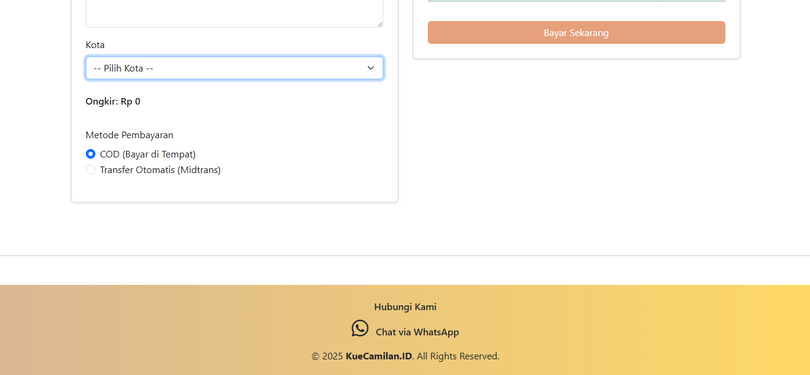 Kota
-- Pilih Kota --
Ongkir: Rp 0
Metode Pembayaran
COD (Bayar di Tempat)
Transfer Otomatis (Midtrans)
Bayar Sekarang
Hubungi Kami
Chat via WhatsApp
© 2025 KueCamilan.ID. All Rights Reserved.